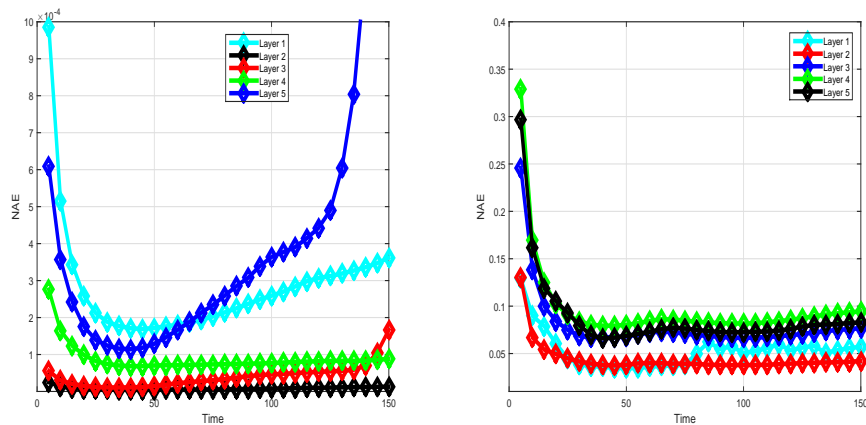 10 ×10⁻⁴
9
8
7
6
5
4
3
2
1
0 50 100 150
Time
NAE
Layer 1
Layer 2
Layer 3
Layer 4
Layer 5
0.4
0.35
0.3
0.25
0.2
0.15
0.1
0.05
0 50 100 150
Time
NAE
Layer 1
Layer 2
Layer 3
Layer 4
Layer 5